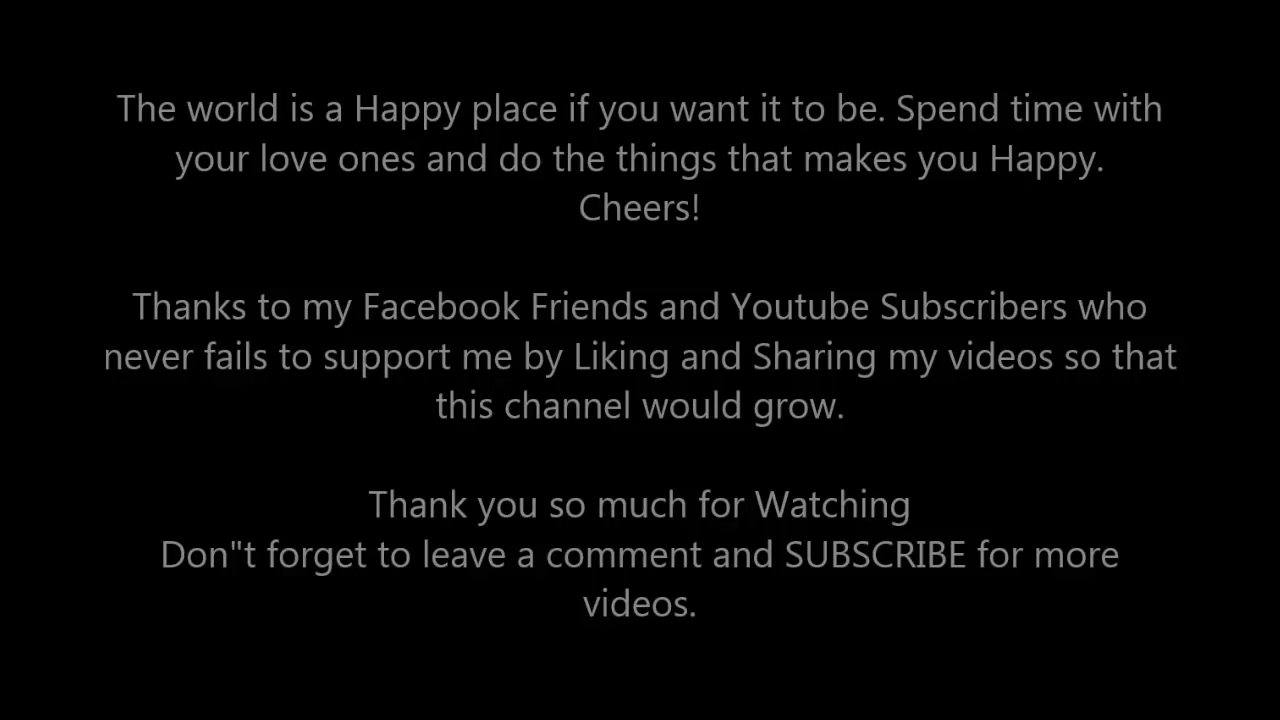 The world is a Happy place if you want it to be. Spend time with
your love ones and do the things that makes you Happy.
Cheers!
Thanks to my Facebook Friends and Youtube Subscribers who
never fails to support me by Liking and Sharing my videos so that
this channel would grow.
Thank you so much for Watching
Don"t forget to leave a comment and SUBSCRIBE for more
videos.